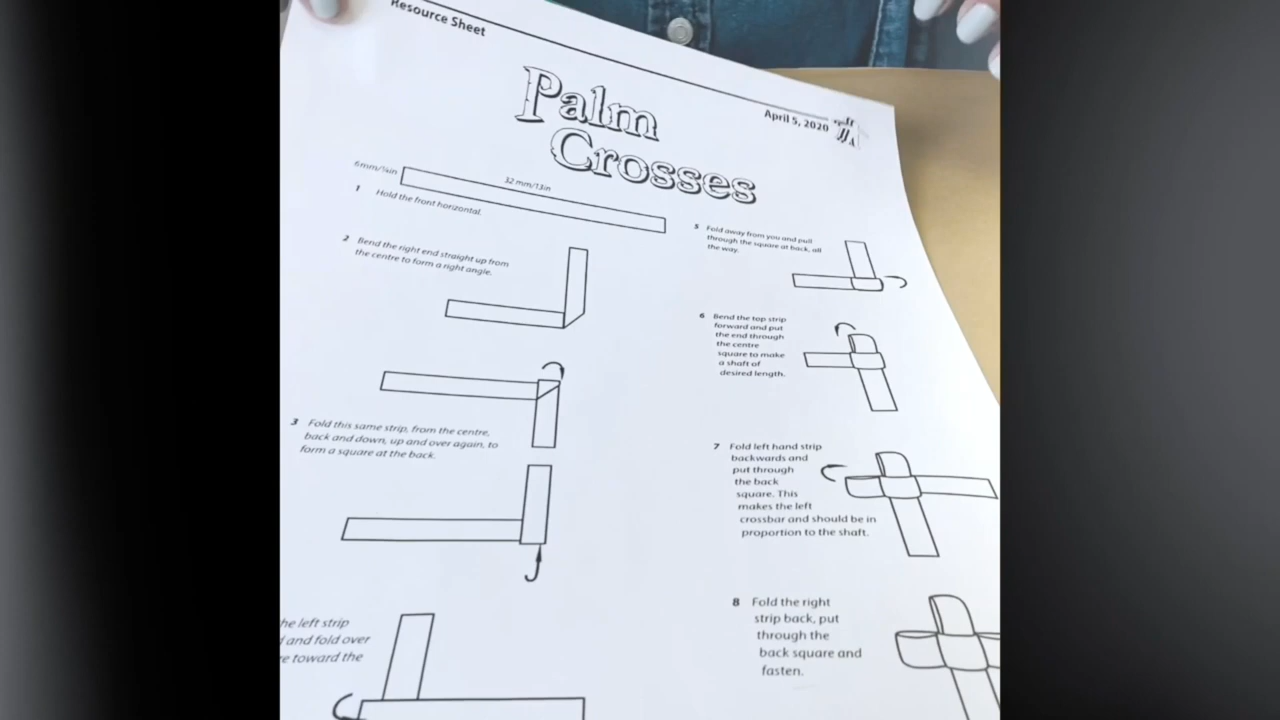 Resource Sheet
April 5, 2020
Palm
Crosses
6mm/¼in
32 mm/13in
1 Hold the front horizontal.
2 Bend the right end straight up from
the centre to form a right angle.
3 Fold this same strip, from the centre,
back and down, up and over again, to
form a square at the back.
he left strip
and fold over
toward the
5 Fold away from you and pull
through the square at back, all
the way.
6 Bend the top strip
forward and put
the end through
the centre
square to make
a shaft of
desired length.
7 Fold left hand strip
backwards and
put through
the back
square. This
makes the left
crossbar and should be in
proportion to the shaft.
8 Fold the right
strip back, put
through the
back square and
fasten.